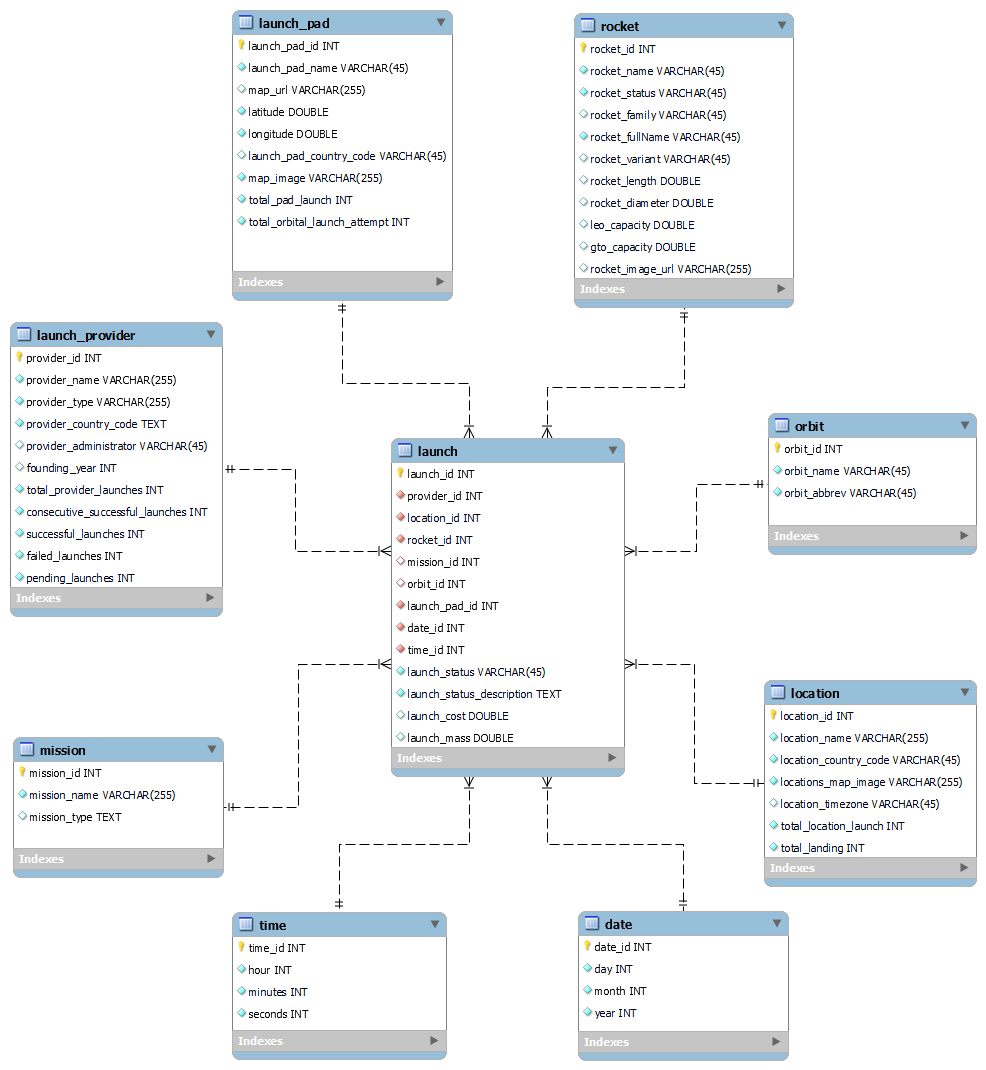 launch_pad
launch_pad_id INT
launch_pad_name VARCHAR(45)
map_url VARCHAR(255)
latitude DOUBLE
longitude DOUBLE
launch_pad_country_code VARCHAR(45)
map_image VARCHAR(255)
total_pad_launch INT
total_orbital_launch_attempt INT
Indexes
rocket
rocket_id INT
rocket_name VARCHAR(45)
rocket_status VARCHAR(45)
rocket_family VARCHAR(45)
rocket_fullName VARCHAR(45)
rocket_variant VARCHAR(45)
rocket_length DOUBLE
rocket_diameter DOUBLE
leo_capacity DOUBLE
gto_capacity DOUBLE
rocket_image_url VARCHAR(255)
Indexes
launch_provider
provider_id INT
provider_name VARCHAR(255)
provider_type VARCHAR(255)
provider_country_code TEXT
provider_administrator VARCHAR(45)
founding_year INT
total_provider_launches INT
consecutive_successful_launches INT
successful_launches INT
failed_launches INT
pending_launches INT
Indexes
launch
launch_id INT
provider_id INT
location_id INT
rocket_id INT
mission_id INT
orbit_id INT
launch_pad_id INT
date_id INT
time_id INT
launch_status VARCHAR(45)
launch_status_description TEXT
launch_cost DOUBLE
launch_mass DOUBLE
Indexes
orbit
orbit_id INT
orbit_name VARCHAR(45)
orbit_abbrev VARCHAR(45)
Indexes
location
location_id INT
location_name VARCHAR(255)
location_country_code VARCHAR(45)
locations_map_image VARCHAR(255)
location_timezone VARCHAR(45)
total_location_launch INT
total_landing INT
Indexes
mission
mission_id INT
mission_name VARCHAR(255)
mission_type TEXT
Indexes
time
time_id INT
hour INT
minutes INT
seconds INT
Indexes
date
date_id INT
day INT
month INT
year INT
Indexes